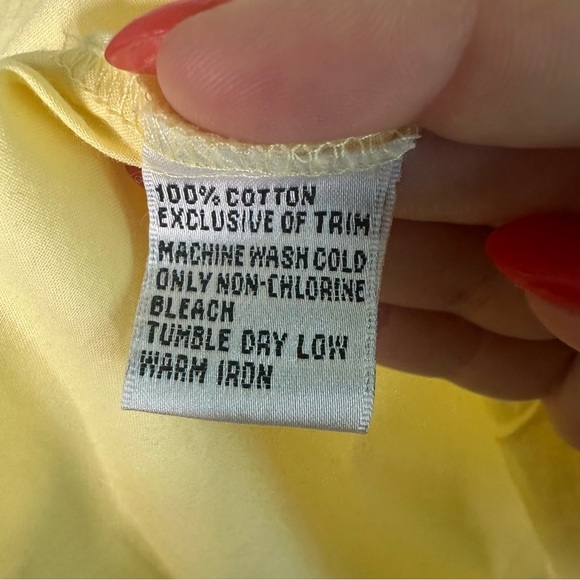 100% COTTON
EXCLUSIVE OF TRIM
MACHINE WASH COLD
ONLY NON-CHLORINE
BLEACH
TUMBLE DRY LOW
WARM IRON